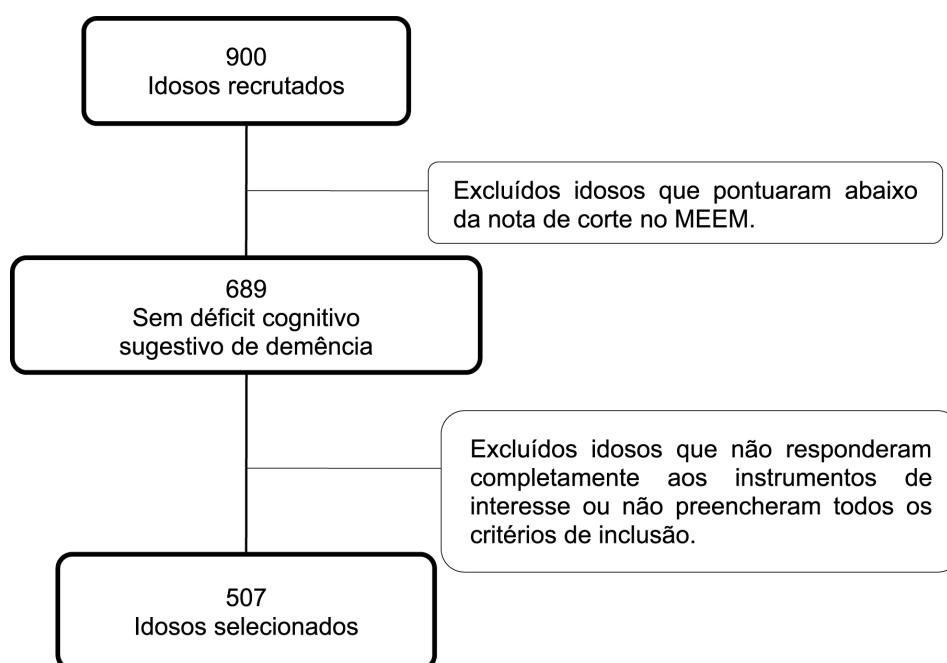 900
Idosos recrutados
Excluídos idosos que pontuaram abaixo
da nota de corte no MEEM.
689
Sem déficit cognitivo
sugestivo de demência
Excluídos idosos que não responderam
completamente aos instrumentos de
interesse ou não preencheram todos os
critérios de inclusão.
507
Idosos selecionados